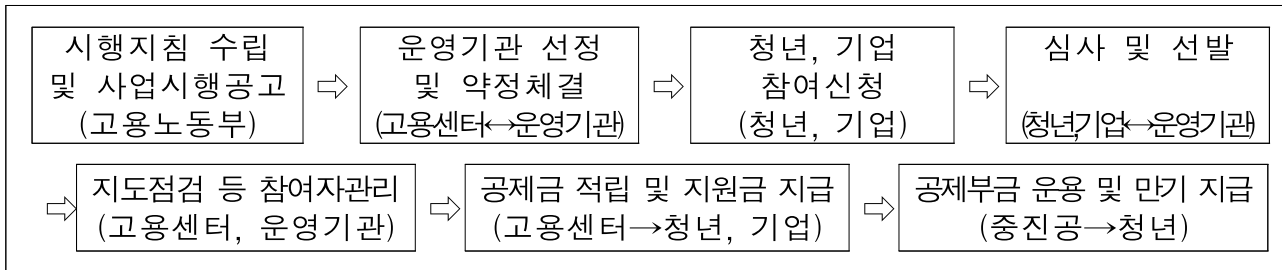 시행지침 수립
및 사업시행공고
(고용노동부)
⇨
운영기관 선정
및 약정체결
(고용센터↔운영기관)
⇨
청년, 기업
참여신청
(청년, 기업)
⇨
심사 및 선발
(청년,기업↔운영기관)
⇨
지도점검 등 참여자관리
(고용센터, 운영기관)
⇨
공제금 적립 및 지원금 지급
(고용센터→청년, 기업)
⇨
공제부금 운용 및 만기 지급
(중진공→청년)